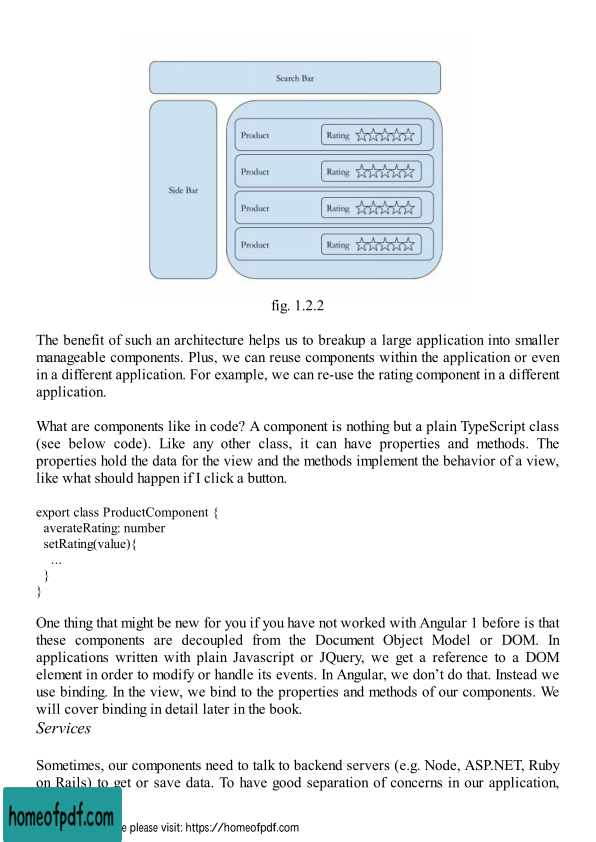 Search Bar
Side Bar
Product Rating
Product Rating
Product Rating
Product Rating
fig. 1.2.2
The benefit of such an architecture helps us to breakup a large application into smaller
manageable components. Plus, we can reuse components within the application or even
in a different application. For example, we can re-use the rating component in a different
application.
What are components like in code? A component is nothing but a plain TypeScript class
(see below code). Like any other class, it can have properties and methods. The
properties hold the data for the view and the methods implement the behavior of a view,
like what should happen if I click a button.
export class ProductComponent {
averateRating: number
setRating(value){
...
}
}
One thing that might be new for you if you have not worked with Angular 1 before is that
these components are decoupled from the Document Object Model or DOM. In
applications written with plain Javascript or JQuery, we get a reference to a DOM
element in order to modify or handle its events. In Angular, we don’t do that. Instead we
use binding. In the view, we bind to the properties and methods of our components. We
will cover binding in detail later in the book.
Services
Sometimes, our components need to talk to backend servers (e.g. Node, ASP.NET, Ruby
on Rails) to get or save data. To have good separation of concerns in our application,
homeofpdf.com
please visit: https://homeofpdf.com